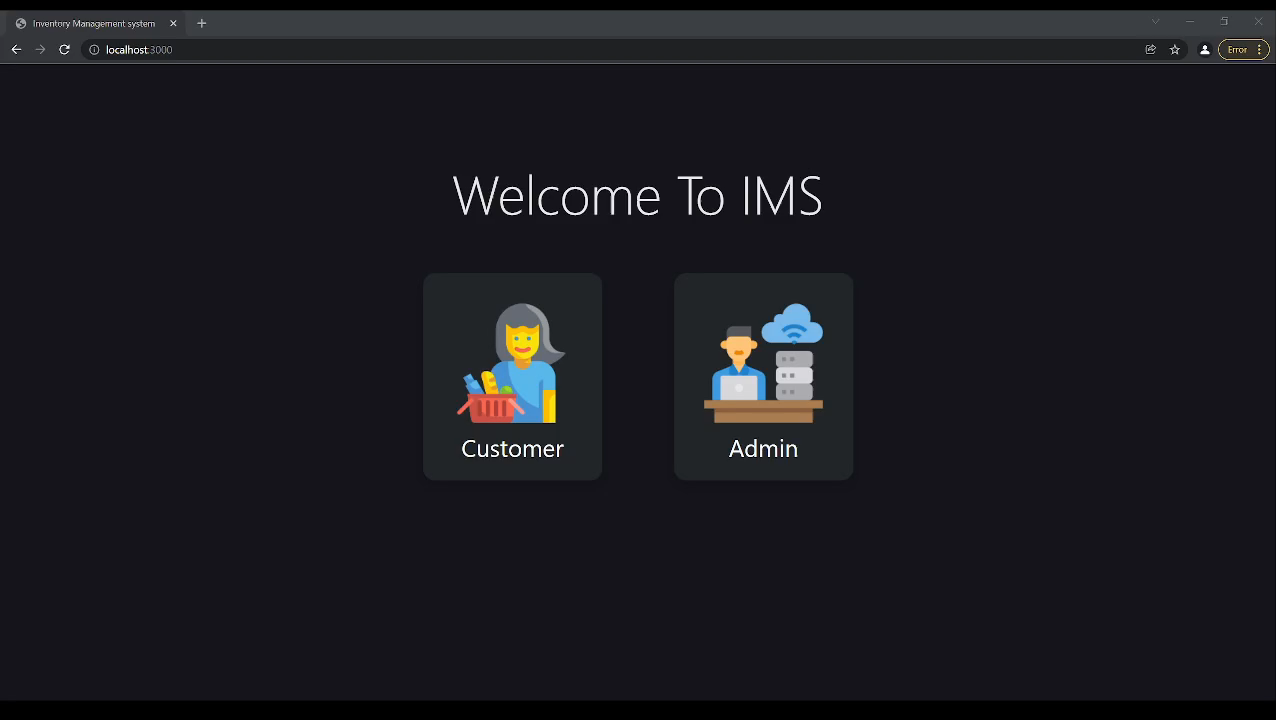 Inventory Management system
localhost:3000
Error
Welcome To IMS
Customer
Admin